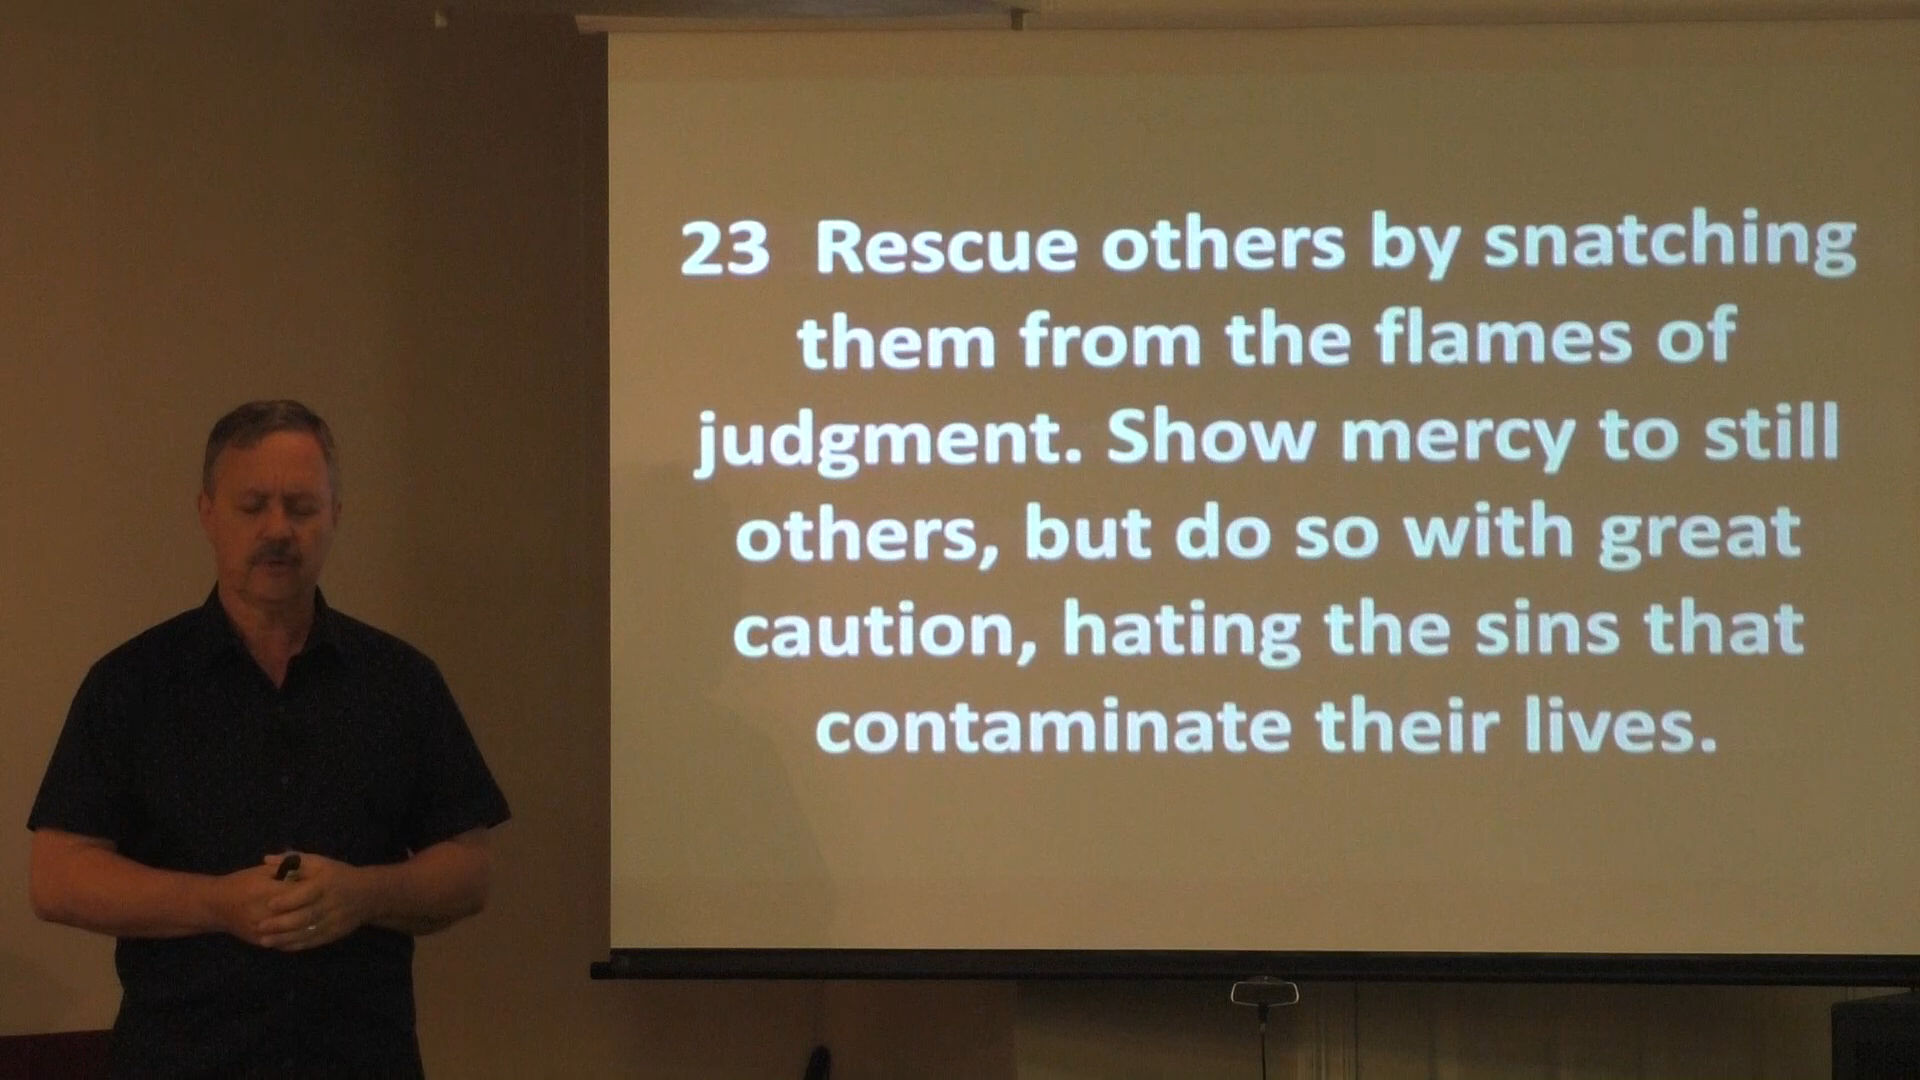 23 Rescue others by snatching
them from the flames of
judgment. Show mercy to still
others, but do so with great
caution, hating the sins that
contaminate their lives.